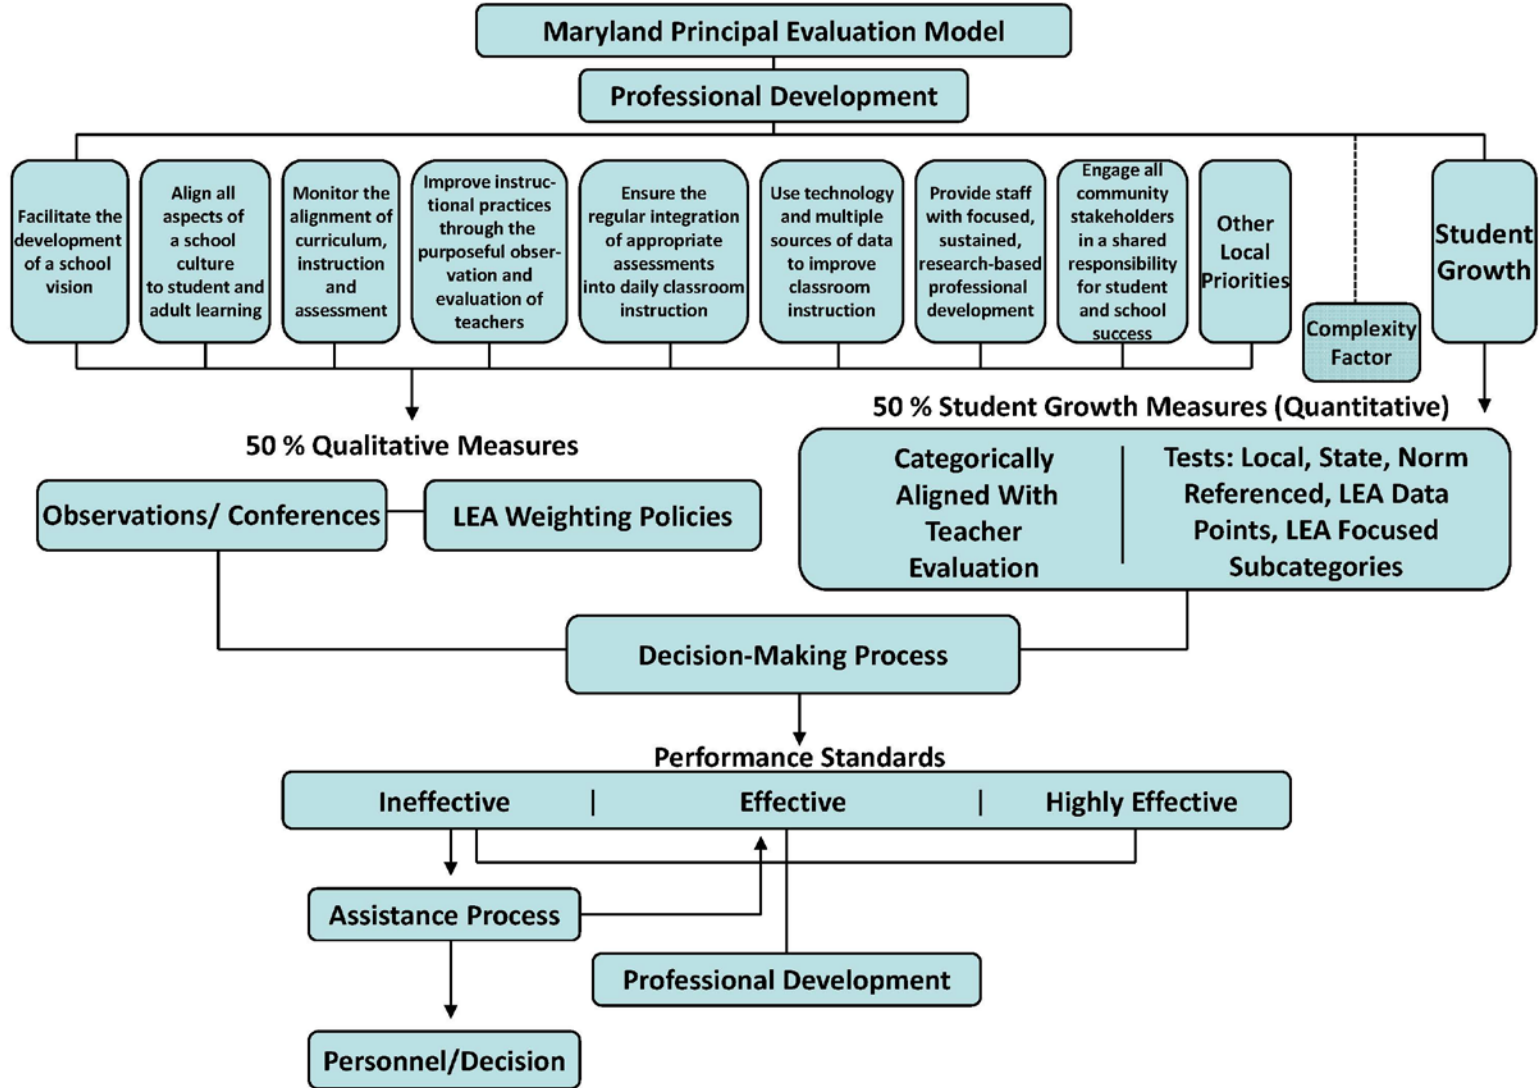 Maryland Principal Evaluation Model
Professional Development
Facilitate the
development
of a school
vision
Align all
aspects of
a school
culture
to student and
adult learning
Monitor the
alignment of
curriculum,
instruction
and
assessment
Improve instruc-
tional practices
through the
purposeful obser-
vation and
evaluation of
teachers
Ensure the
regular integration
of appropriate
assessments
into daily classroom
instruction
Use technology
and multiple
sources of data
to improve
classroom
instruction
Provide staff
with focused,
sustained,
research-based
professional
development
Engage all
community
stakeholders
in a shared
responsibility
for student
and school
success
Other
Local
Priorities
Complexity
Factor
Student
Growth
50 % Qualitative Measures
Observations/ Conferences
LEA Weighting Policies
50 % Student Growth Measures (Quantitative)
Categorically
Aligned With
Teacher
Evaluation
Tests: Local, State, Norm
Referenced, LEA Data
Points, LEA Focused
Subcategories
Decision-Making Process
Performance Standards
Ineffective | Effective | Highly Effective
Assistance Process
Professional Development
Personnel/Decision